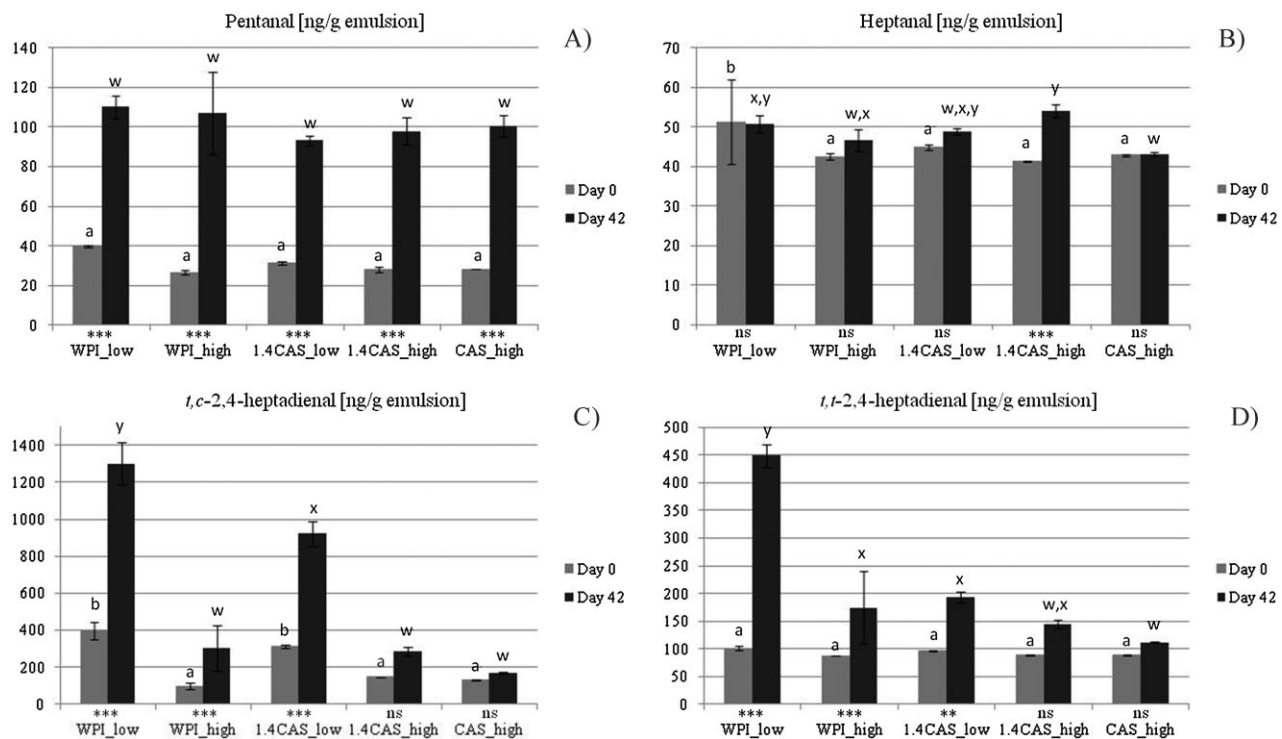 Pentanal [ng/g emulsion]
A)
140
120
100
80
60
40
20
0
w
w
w
w
w
a
a
a
a
a
Day 0
Day 42
*** *** *** *** ***
WPI_low WPI_high 1.4CAS_low 1.4CAS_high CAS_high
Heptanal [ng/g emulsion]
B)
70
60
50
40
30
20
10
0
b
x,y
a
w,x
a
w,x,y
a
y
a
w
Day 0
Day 42
ns ns ns *** ns
WPI_low WPI_high 1.4CAS_low 1.4CAS_high CAS_high
t,c-2,4-heptadienal [ng/g emulsion]
C)
1400
1200
1000
800
600
400
200
0
b
y
a
w
b
x
a
w
a
w
Day 0
Day 42
*** *** *** ns ns
WPI_low WPI_high 1.4CAS_low 1.4CAS_high CAS_high
t,t-2,4-heptadienal [ng/g emulsion]
D)
500
450
400
350
300
250
200
150
100
50
0
a
y
a
x
a
x
a
w,x
a
w
Day 0
Day 42
*** *** ** ns ns
WPI_low WPI_high 1.4CAS_low 1.4CAS_high CAS_high